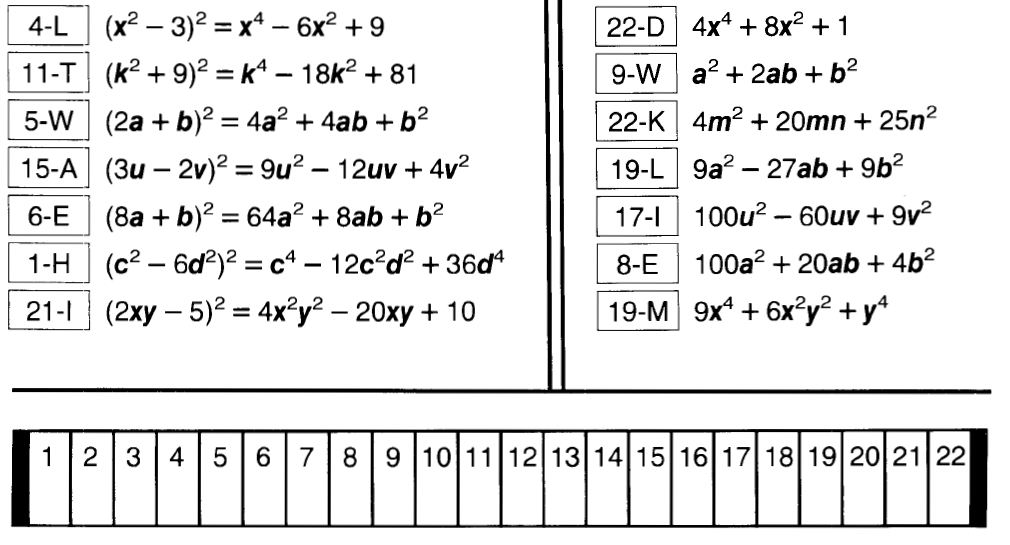 4-L (x² − 3)² = x⁴ − 6x² + 9
11-T (k² + 9)² = k⁴ − 18k² + 81
5-W (2a + b)² = 4a² + 4ab + b²
15-A (3u − 2v)² = 9u² − 12uv + 4v²
6-E (8a + b)² = 64a² + 8ab + b²
1-H (c² − 6d²)² = c⁴ − 12c²d² + 36d⁴
21-I (2xy − 5)² = 4x²y² − 20xy + 10
22-D 4x⁴ + 8x² + 1
9-W a² + 2ab + b²
22-K 4m² + 20mn + 25n²
19-L 9a² − 27ab + 9b²
17-I 100u² − 60uv + 9v²
8-E 100a² + 20ab + 4b²
19-M 9x⁴ + 6x²y² + y⁴
1 2 3 4 5 6 7 8 9 10 11 12 13 14 15 16 17 18 19 20 21 22